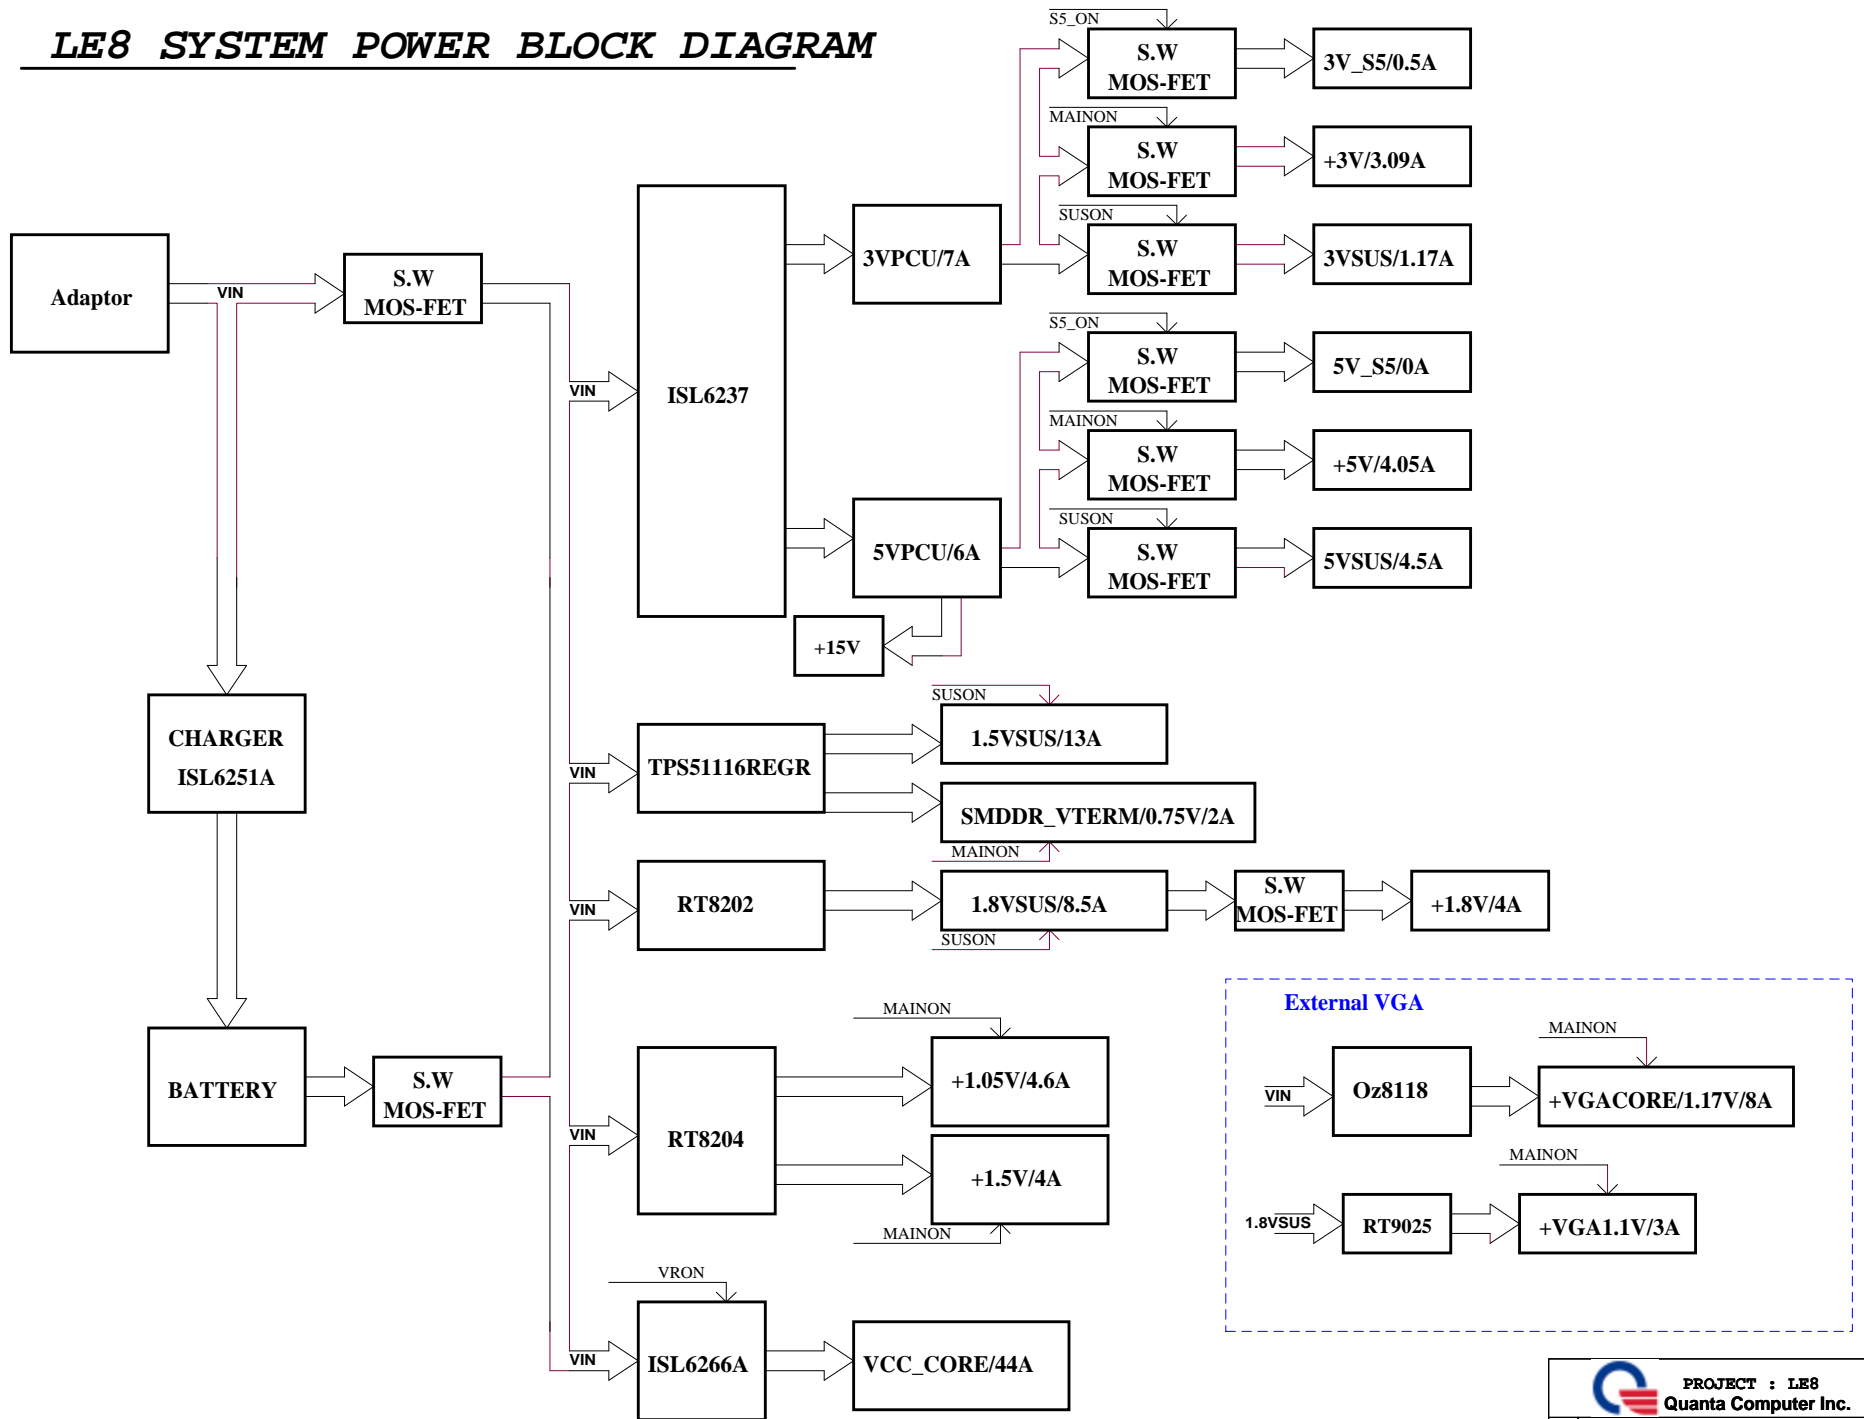 LE8 SYSTEM POWER BLOCK DIAGRAM
S5_ON
S.W
MOS-FET
3V_S5/0.5A
MAINON
S.W
MOS-FET
+3V/3.09A
SUSON
S.W
MOS-FET
3VSUS/1.17A
Adaptor
VIN
S.W
MOS-FET
VIN
ISL6237
3VPCU/7A
S5_ON
S.W
MOS-FET
5V_S5/0A
MAINON
S.W
MOS-FET
+5V/4.05A
SUSON
S.W
MOS-FET
5VSUS/4.5A
5VPCU/6A
+15V
CHARGER
ISL6251A
VIN
TPS51116REGR
SUSON
1.5VSUS/13A
SMDDR_VTERM/0.75V/2A
MAINON
VIN
RT8202
1.8VSUS/8.5A
SUSON
S.W
MOS-FET
+1.8V/4A
BATTERY
S.W
MOS-FET
VIN
RT8204
MAINON
+1.05V/4.6A
+1.5V/4A
MAINON
VRON
VIN
ISL6266A
VCC_CORE/44A
External VGA
MAINON
VIN
Oz8118
+VGACORE/1.17V/8A
MAINON
1.8VSUS
RT9025
+VGA1.1V/3A
PROJECT : LE8
Quanta Computer Inc.